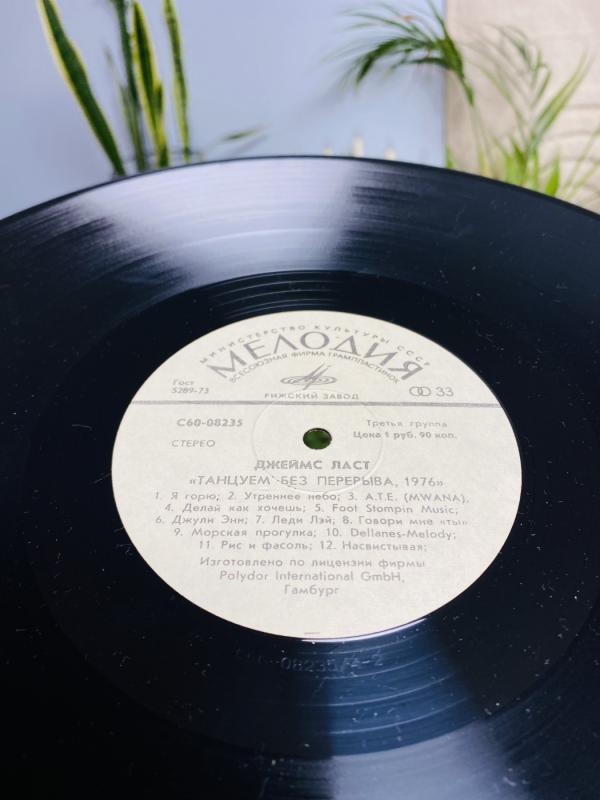 МИНИСТЕРСТВО КУЛЬТУРЫ СССР
МЕЛОДИЯ
ВСЕСОЮЗНАЯ ФИРМА ГРАМПЛАСТИНОК
Гост
5289-73
РИЖСКИЙ ЗАВОД
33
С60-08235
Третья группа
СТЕРЕО
Цена 1 руб. 90 коп.
ДЖЕЙМС ЛАСТ
«ТАНЦУЕМ БЕЗ ПЕРЕРЫВА, 1976»
1. Я горю; 2. Утреннее небо; 3. A.T.E. (MWANA).
4. Делай как хочешь; 5. Foot Stompin Music;
6. Джули Энн; 7. Леди Лэй; 8. Говори мне «ты»
9. Морская прогулка; 10. Dellanes-Melody;
11. Рис и фасоль; 12. Насвистывая;
Изготовлено по лицензии фирмы
Polydor International GmbH,
Гамбург
08235